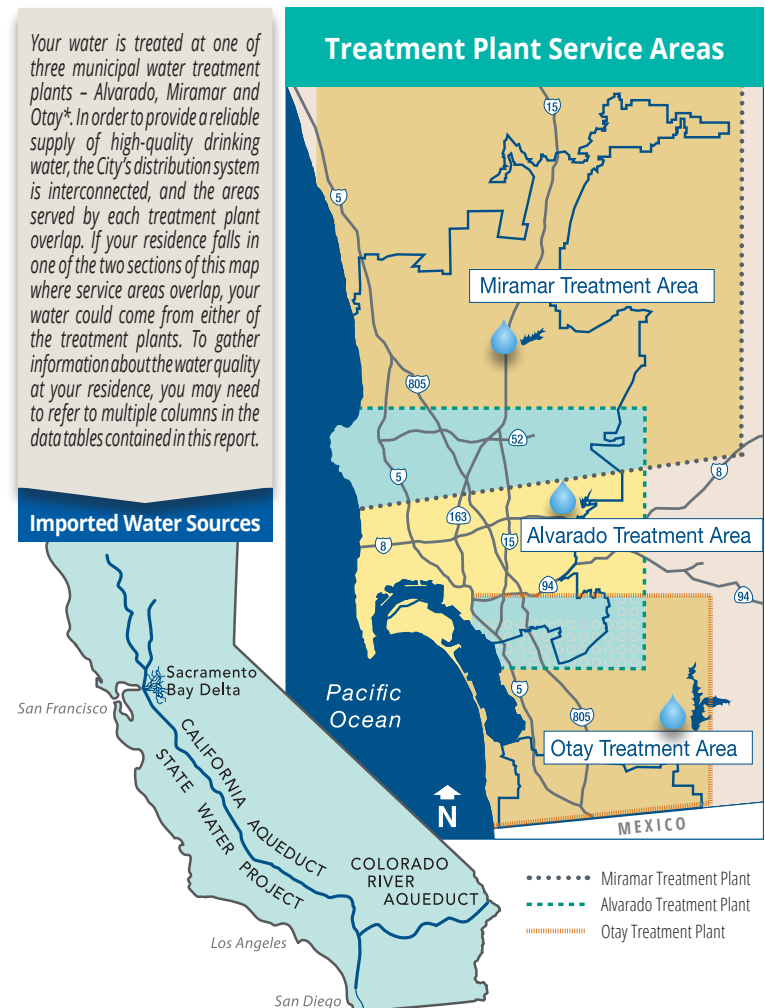 Your water is treated at one of
three municipal water treatment
plants – Alvarado, Miramar and
Otay*. In order to provide a reliable
supply of high-quality drinking
water, the City's distribution system
is interconnected, and the areas
served by each treatment plant
overlap. If your residence falls in
one of the two sections of this map
where service areas overlap, your
water could come from either of
the treatment plants. To gather
information about the water quality
at your residence, you may need
to refer to multiple columns in the
data tables contained in this report.
Imported Water Sources
Sacramento
Bay Delta
San Francisco
CALIFORNIA AQUEDUCT
STATE WATER PROJECT
COLORADO
RIVER
AQUEDUCT
Los Angeles
San Diego
Treatment Plant Service Areas
15
5
Miramar Treatment Area
805
52
5
8
163
Alvarado Treatment Area
8
15
94
94
Pacific
Ocean
5
805
Otay Treatment Area
N
MEXICO
Miramar Treatment Plant
Alvarado Treatment Plant
Otay Treatment Plant